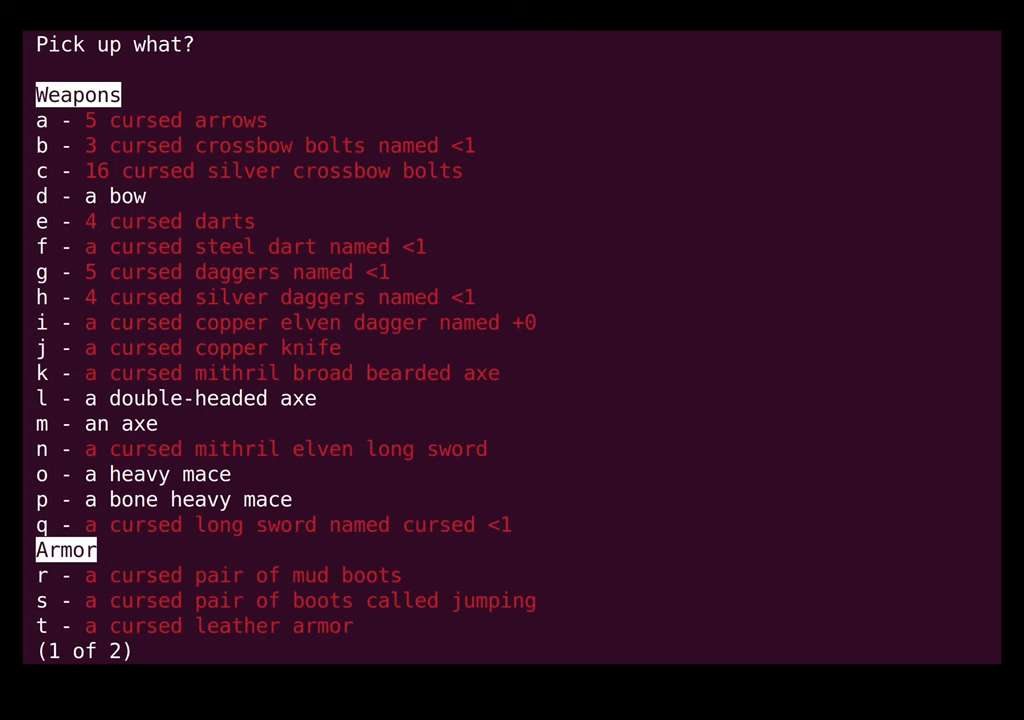 Pick up what?
Weapons
a - 5 cursed arrows
b - 3 cursed crossbow bolts named <1
c - 16 cursed silver crossbow bolts
d - a bow
e - 4 cursed darts
f - a cursed steel dart named <1
g - 5 cursed daggers named <1
h - 4 cursed silver daggers named <1
i - a cursed copper elven dagger named +0
j - a cursed copper knife
k - a cursed mithril broad bearded axe
l - a double-headed axe
m - an axe
n - a cursed mithril elven long sword
o - a heavy mace
p - a bone heavy mace
q - a cursed long sword named cursed <1
Armor
r - a cursed pair of mud boots
s - a cursed pair of boots called jumping
t - a cursed leather armor
(1 of 2)